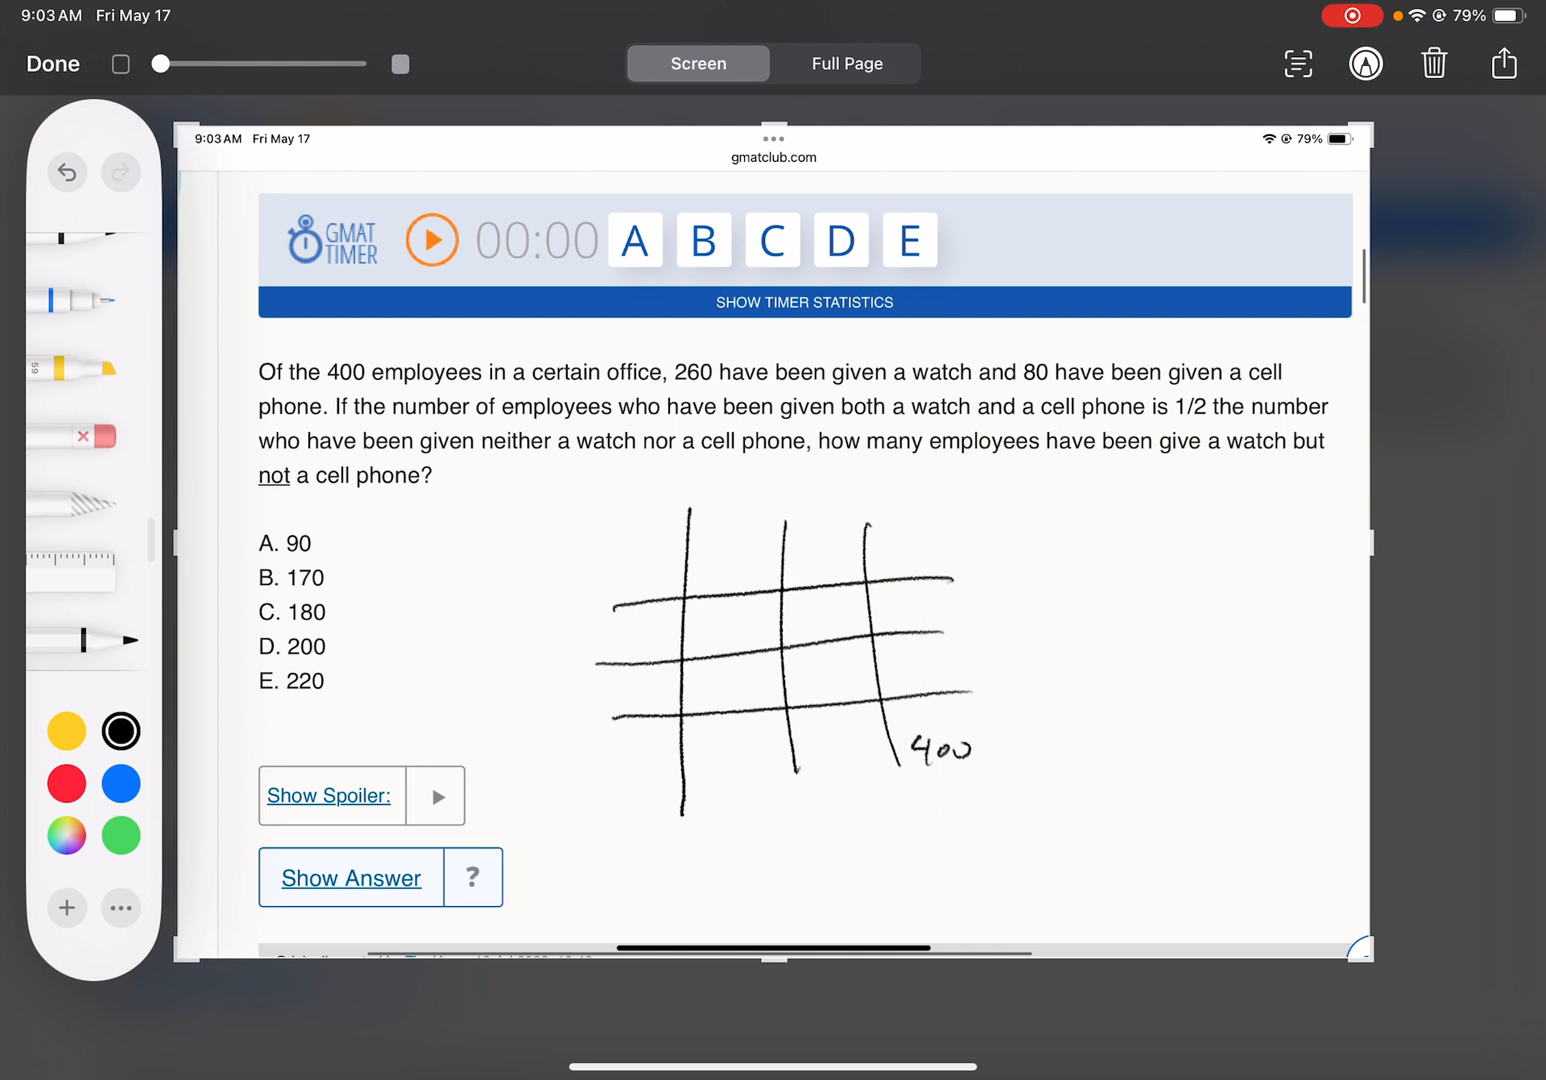 9:03 AM Fri May 17
79%
Done
Screen
Full Page
9:03 AM Fri May 17
79%
gmatclub.com
GMAT
TIMER
00:00
A B C D E
SHOW TIMER STATISTICS
Of the 400 employees in a certain office, 260 have been given a watch and 80 have been given a cell
phone. If the number of employees who have been given both a watch and a cell phone is 1/2 the number
who have been given neither a watch nor a cell phone, how many employees have been give a watch but
not a cell phone?
A. 90
B. 170
C. 180
D. 200
E. 220
400
Show Spoiler:
Show Answer ?
59